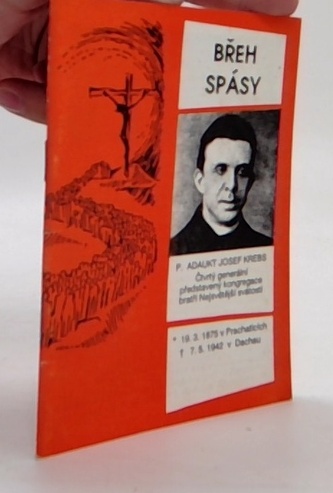 BŘEH
SPÁSY
P. ADAUKT JOSEF KREBS
Čtvrtý generální
představený kongregace
bratří Nejsvětější svátosti
* 19. 3. 1875 v Prachaticích
† 7. 5. 1942 v Dachau